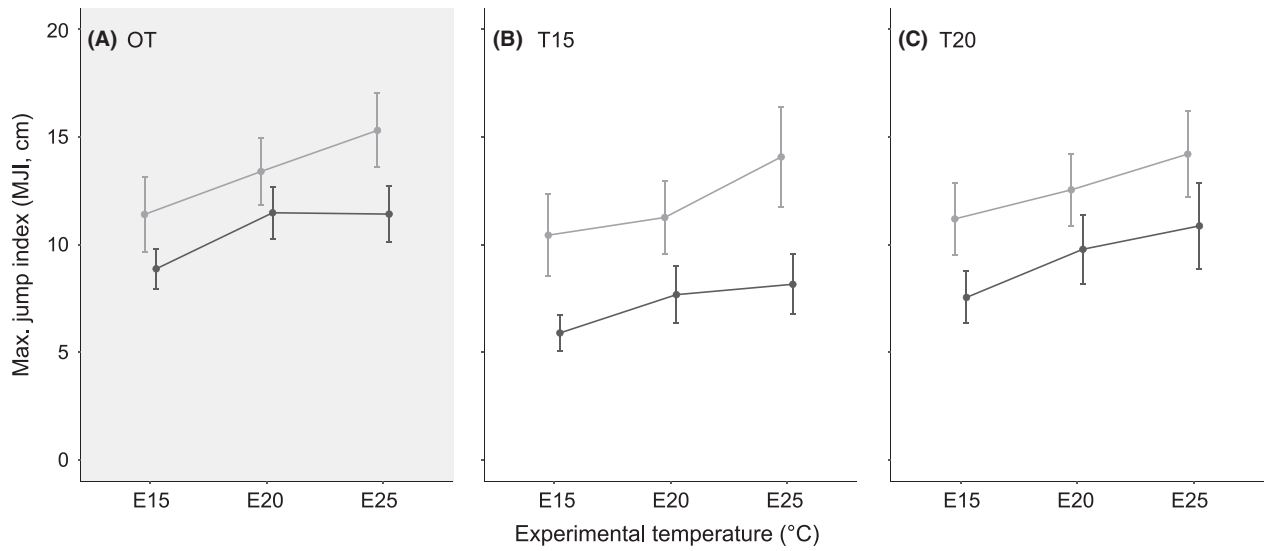 (A) OT
(B) T15
(C) T20
Max. jump index (MJI, cm)
20
15
10
5
0
E15 E20 E25
E15 E20 E25
E15 E20 E25
Experimental temperature (°C)